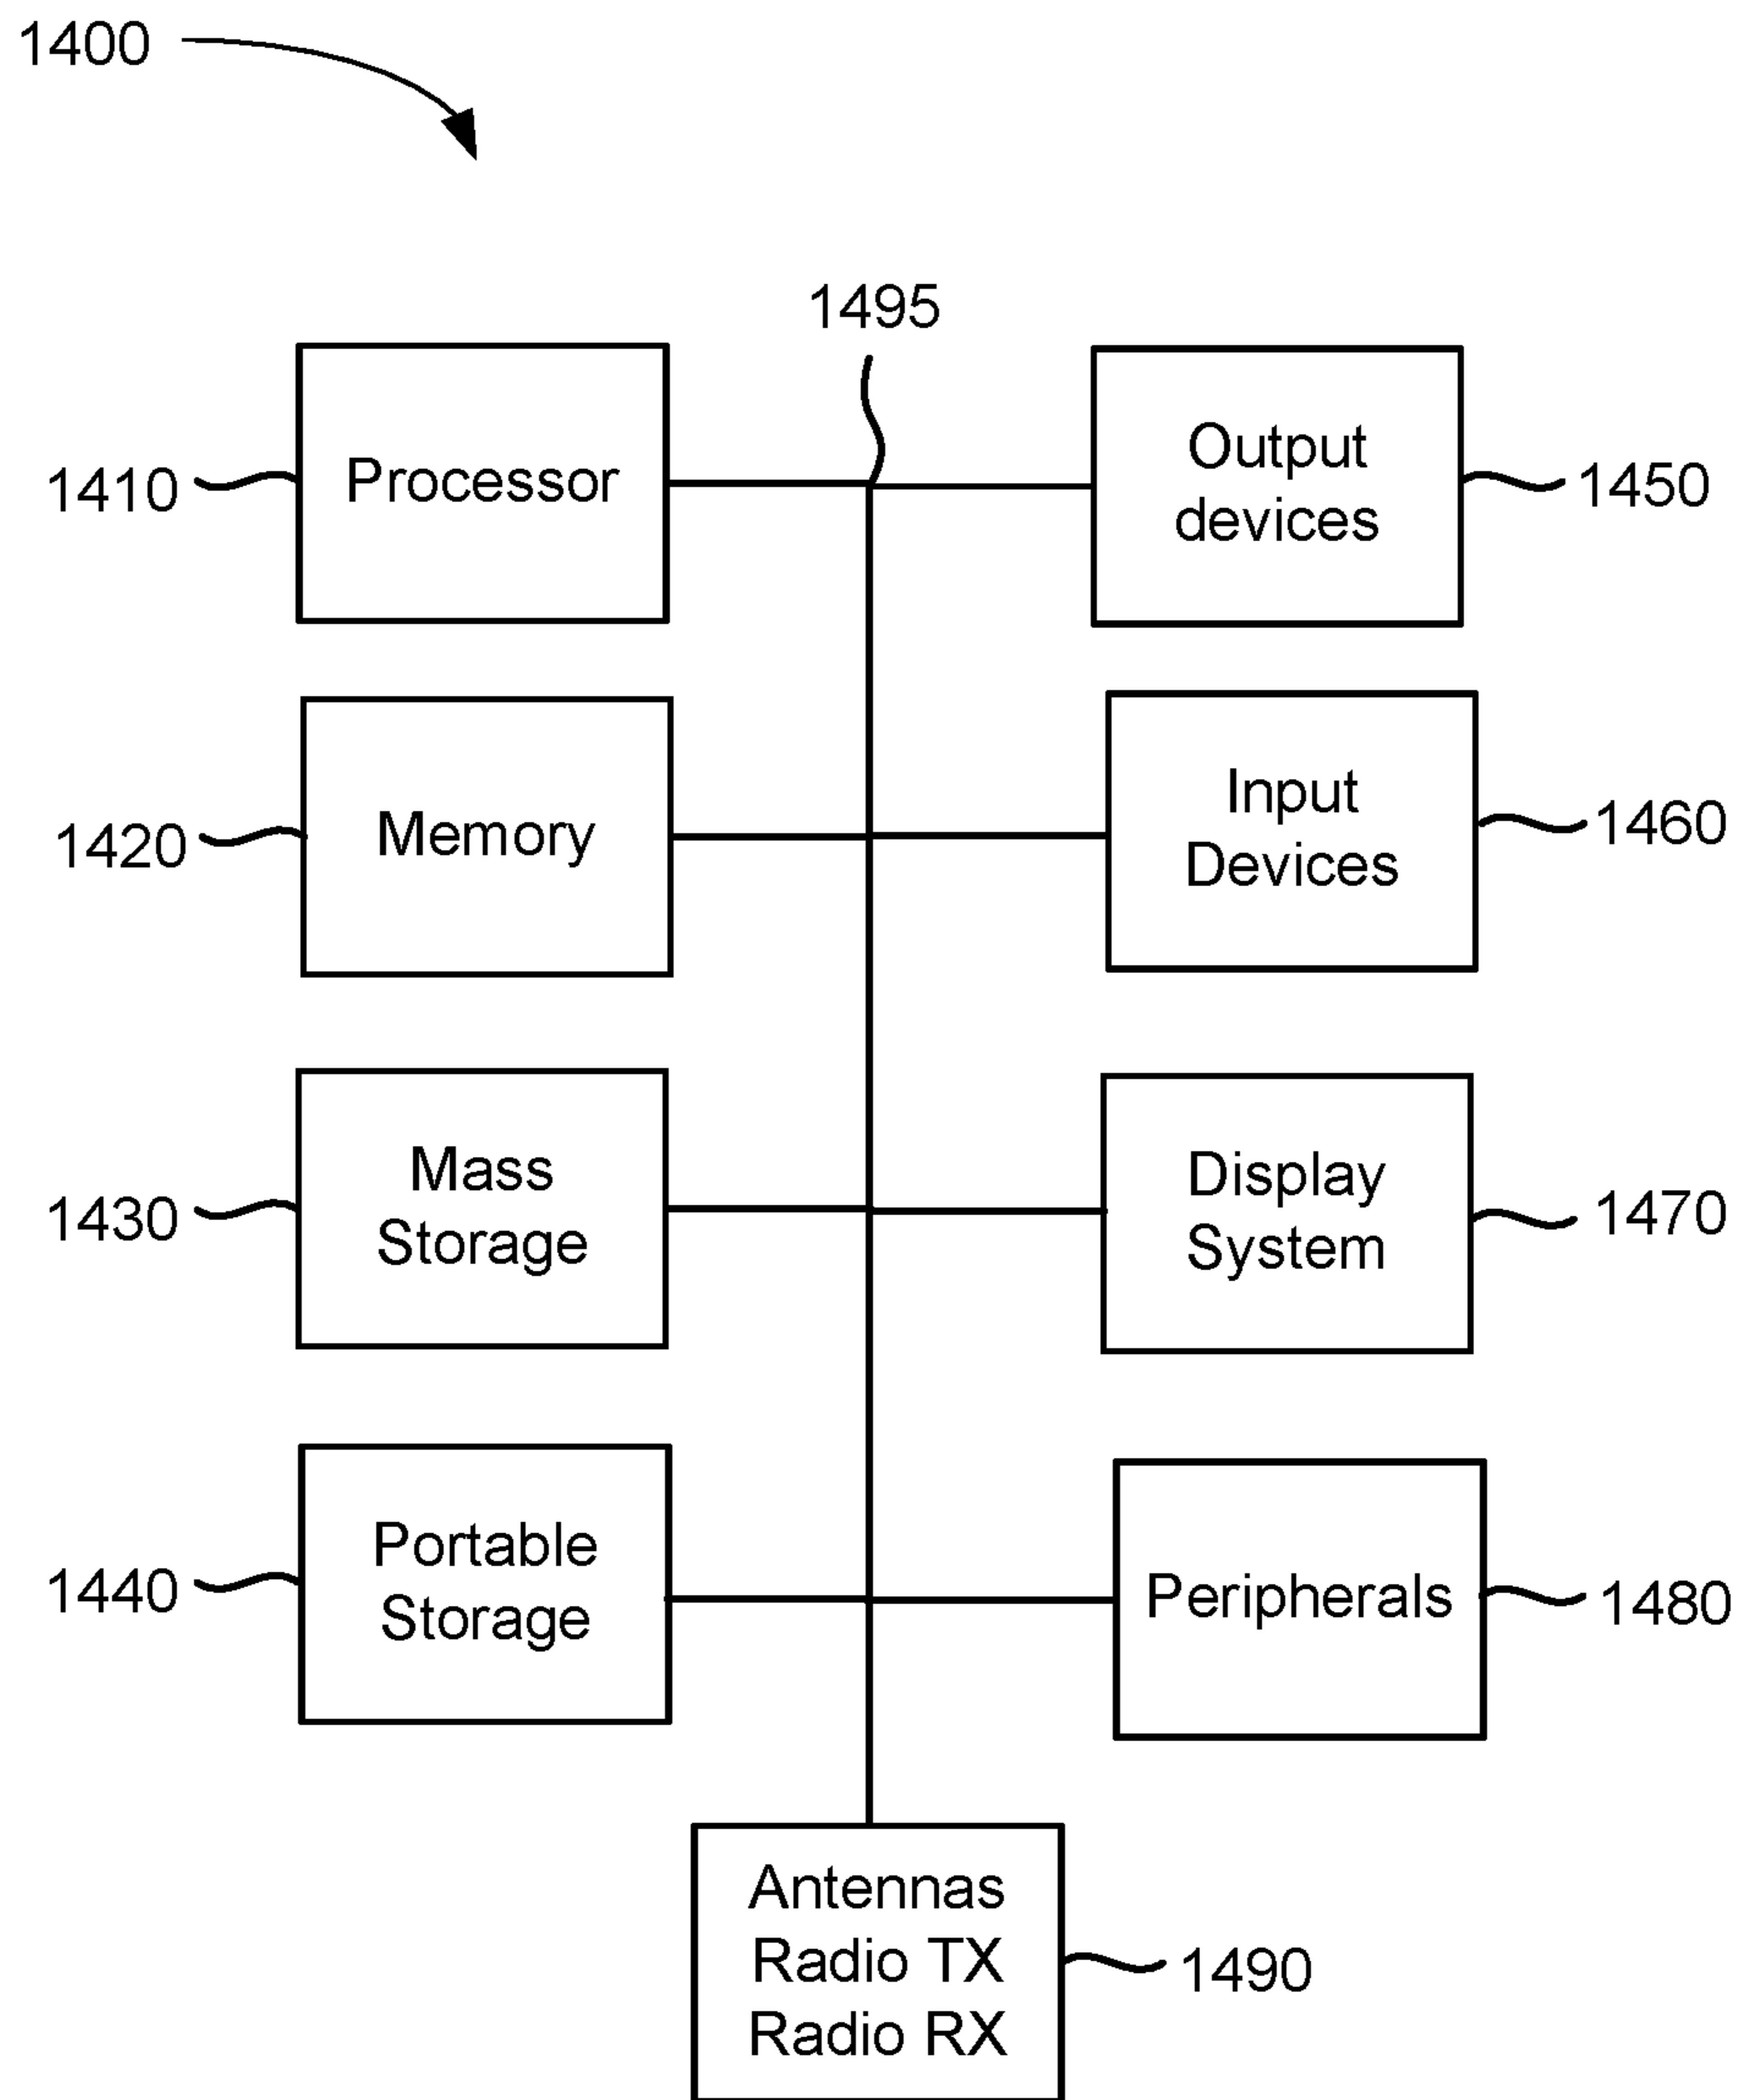 1400
1495
1410
Processor
Output
devices
1450
1420
Memory
Input
Devices
1460
1430
Mass
Storage
Display
System
1470
1440
Portable
Storage
Peripherals
1480
Antennas
Radio TX
Radio RX
1490